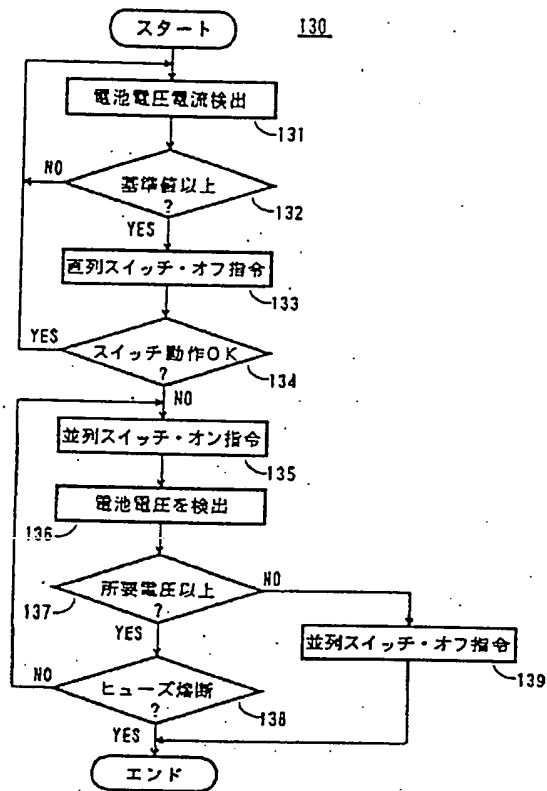 スタート
130
電池電圧電流検出
131
NO
基準値以上
?
132
YES
直列スイッチ・オフ指令
133
YES
スイッチ動作OK
?
134
NO
並列スイッチ・オン指令
135
電池電圧を検出
136
所要電圧以上
?
137
NO
YES
並列スイッチ・オフ指令
139
NO
ヒューズ熔断
?
138
YES
エンド